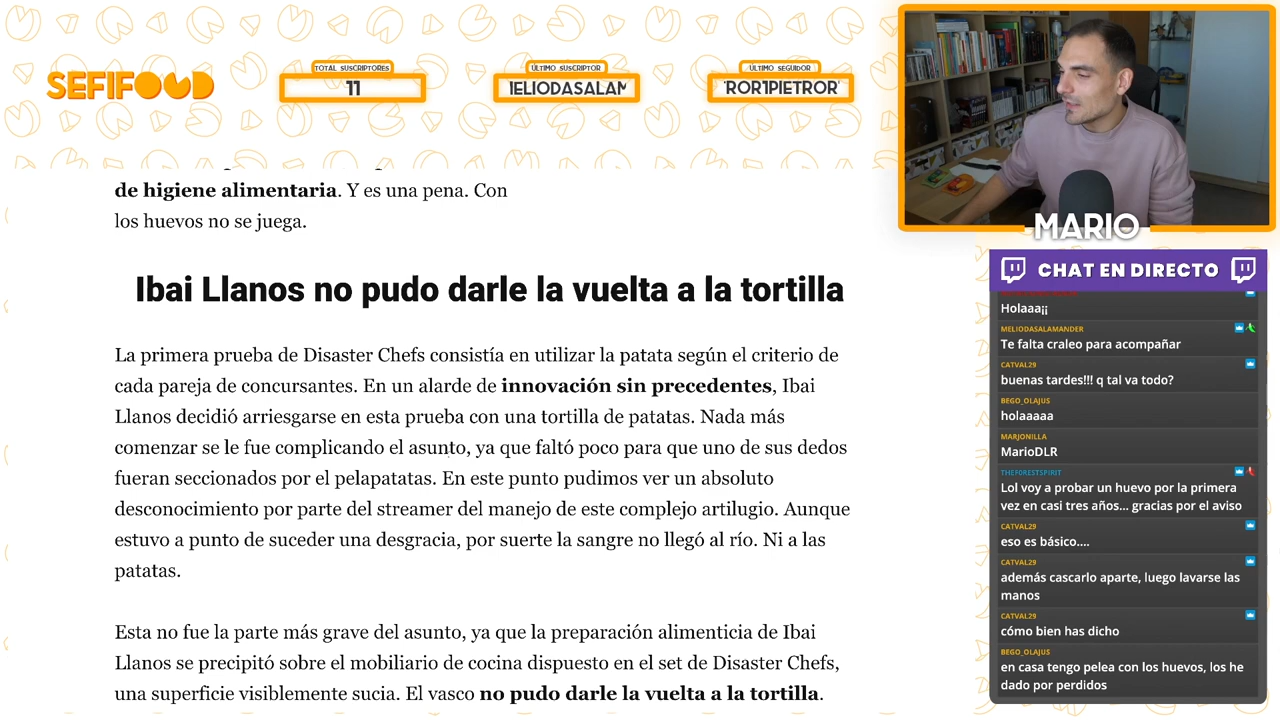 SEFIFOOD
TOTAL SUSCRIPTORES
11
ÚLTIMO SUSCRIPTOR
ÚLTIMO SEGUIDOR
de higiene alimentaria. Y es una pena. Con
los huevos no se juega.
Ibai Llanos no pudo darle la vuelta a la tortilla
La primera prueba de Disaster Chefs consistía en utilizar la patata según el criterio de
cada pareja de concursantes. En un alarde de innovación sin precedentes, Ibai
Llanos decidió arriesgarse en esta prueba con una tortilla de patatas. Nada más
comenzar se le fue complicando el asunto, ya que faltó poco para que uno de sus dedos
fueran seccionados por el pelapatatas. En este punto pudimos ver un absoluto
desconocimiento por parte del streamer del manejo de este complejo artilugio. Aunque
estuvo a punto de suceder una desgracia, por suerte la sangre no llegó al río. Ni a las
patatas.
Esta no fue la parte más grave del asunto, ya que la preparación alimenticia de Ibai
Llanos se precipitó sobre el mobiliario de cocina dispuesto en el set de Disaster Chefs,
una superficie visiblemente sucia. El vasco no pudo darle la vuelta a la tortilla.
MARIO
CHAT EN DIRECTO
Holaaa¡¡
MELIODASALAMANDER
Te falta craleo para acompañar
CATVAL29
buenas tardes!!! q tal va todo?
BEGO_OLAJUS
holaaaaa
MARJONILLA
MarioDLR
THEFORESTSPIRIT
Lol voy a probar un huevo por la primera
vez en casi tres años... gracias por el aviso
CATVAL29
eso es básico....
CATVAL29
además cascarlo aparte, luego lavarse las
manos
CATVAL29
cómo bien has dicho
BEGO_OLAJUS
en casa tengo pelea con los huevos, los he
dado por perdidos